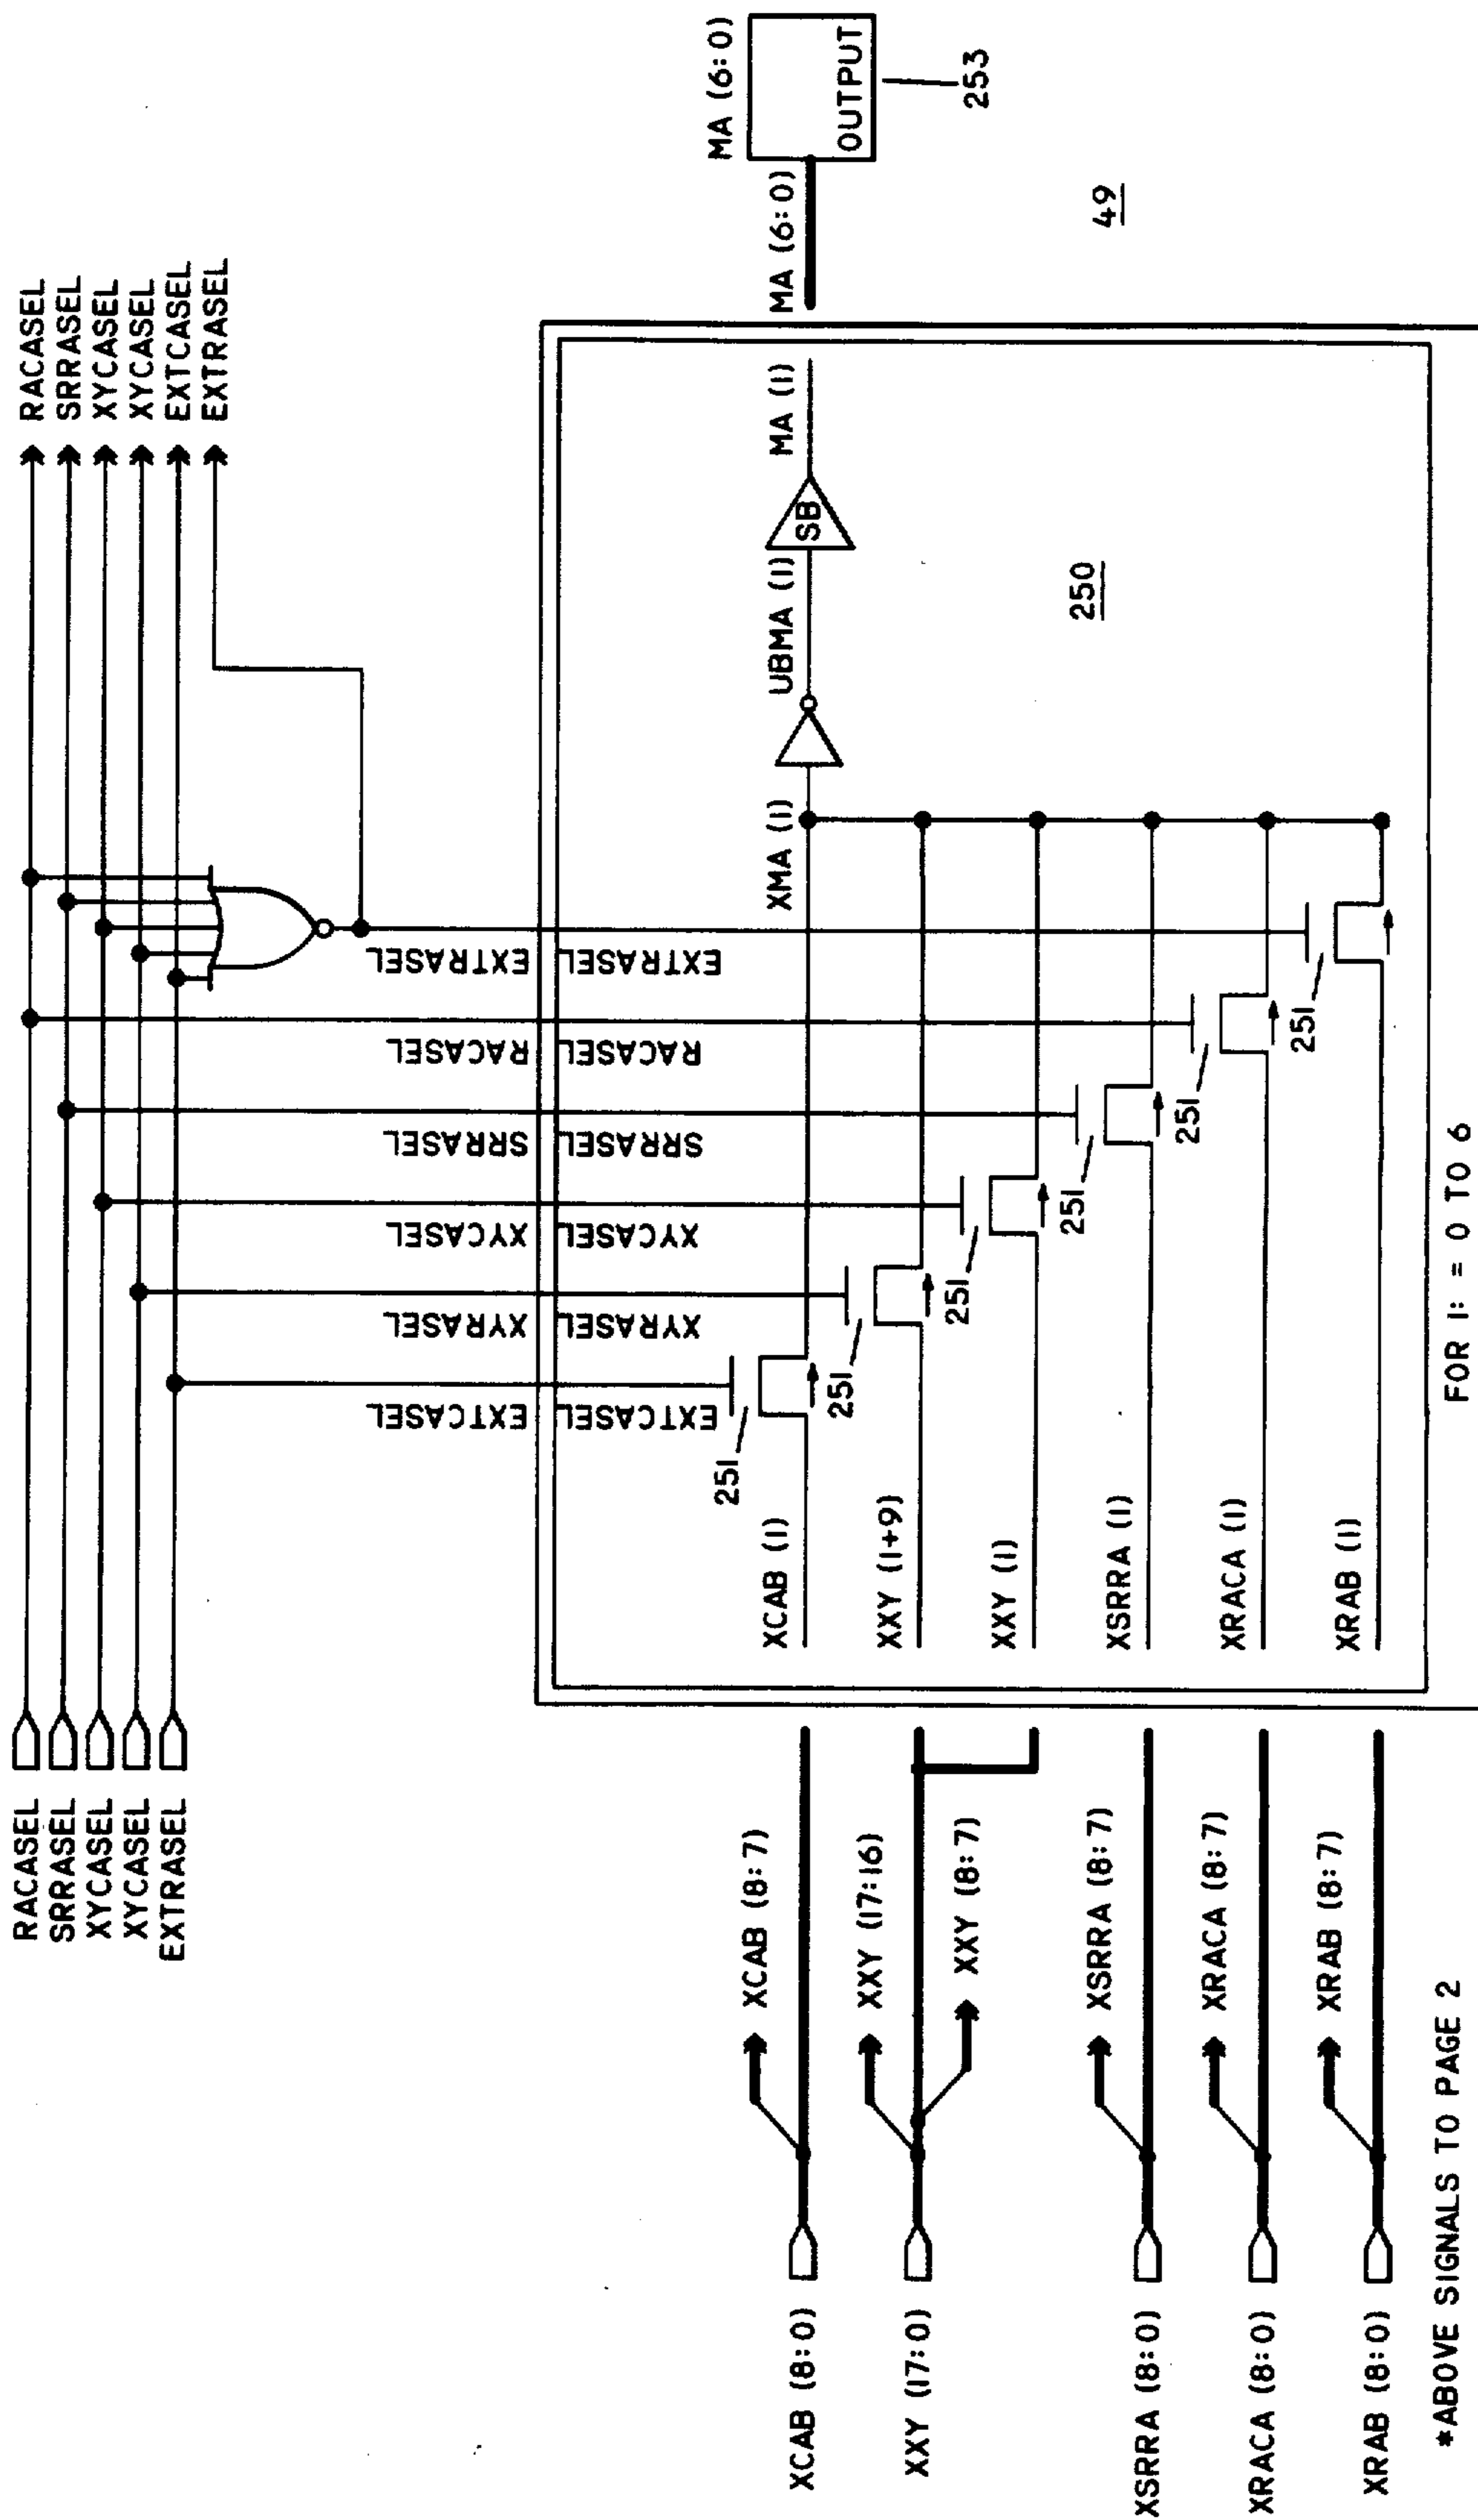 RACASEL
SRRASEL
XYCASEL
XYCASEL
EXTRASEL
RACASEL
SRRASEL
XYCASEL
XYCASEL
EXTCASEL
EXTRASEL
EXTCASEL
XYRASEL
XYCASEL
SRRASEL
RACASEL
EXTRASEL
EXTCASEL
XYRASEL
XYCASEL
SRRASEL
RACASEL
EXTRASEL
XCAB (8:0)
XCAB (8:7)
XCAB (I)
251
XMA (I)
UBMA (I)
SB
MA (I)
MA (6:0)
MA (6:0)
OUTPUT
253
XXY (17:0)
XXY (17:16)
XXY (8:7)
XXY (I+9)
251
XXY (I)
251
XSRRA (8:0)
XSRRA (8:7)
XSRRA (I)
251
XRACA (8:0)
XRACA (8:7)
XRACA (I)
251
XRAB (8:0)
XRAB (8:7)
XRAB (I)
251
250
49
*ABOVE SIGNALS TO PAGE 2
FOR I: = 0 TO 6